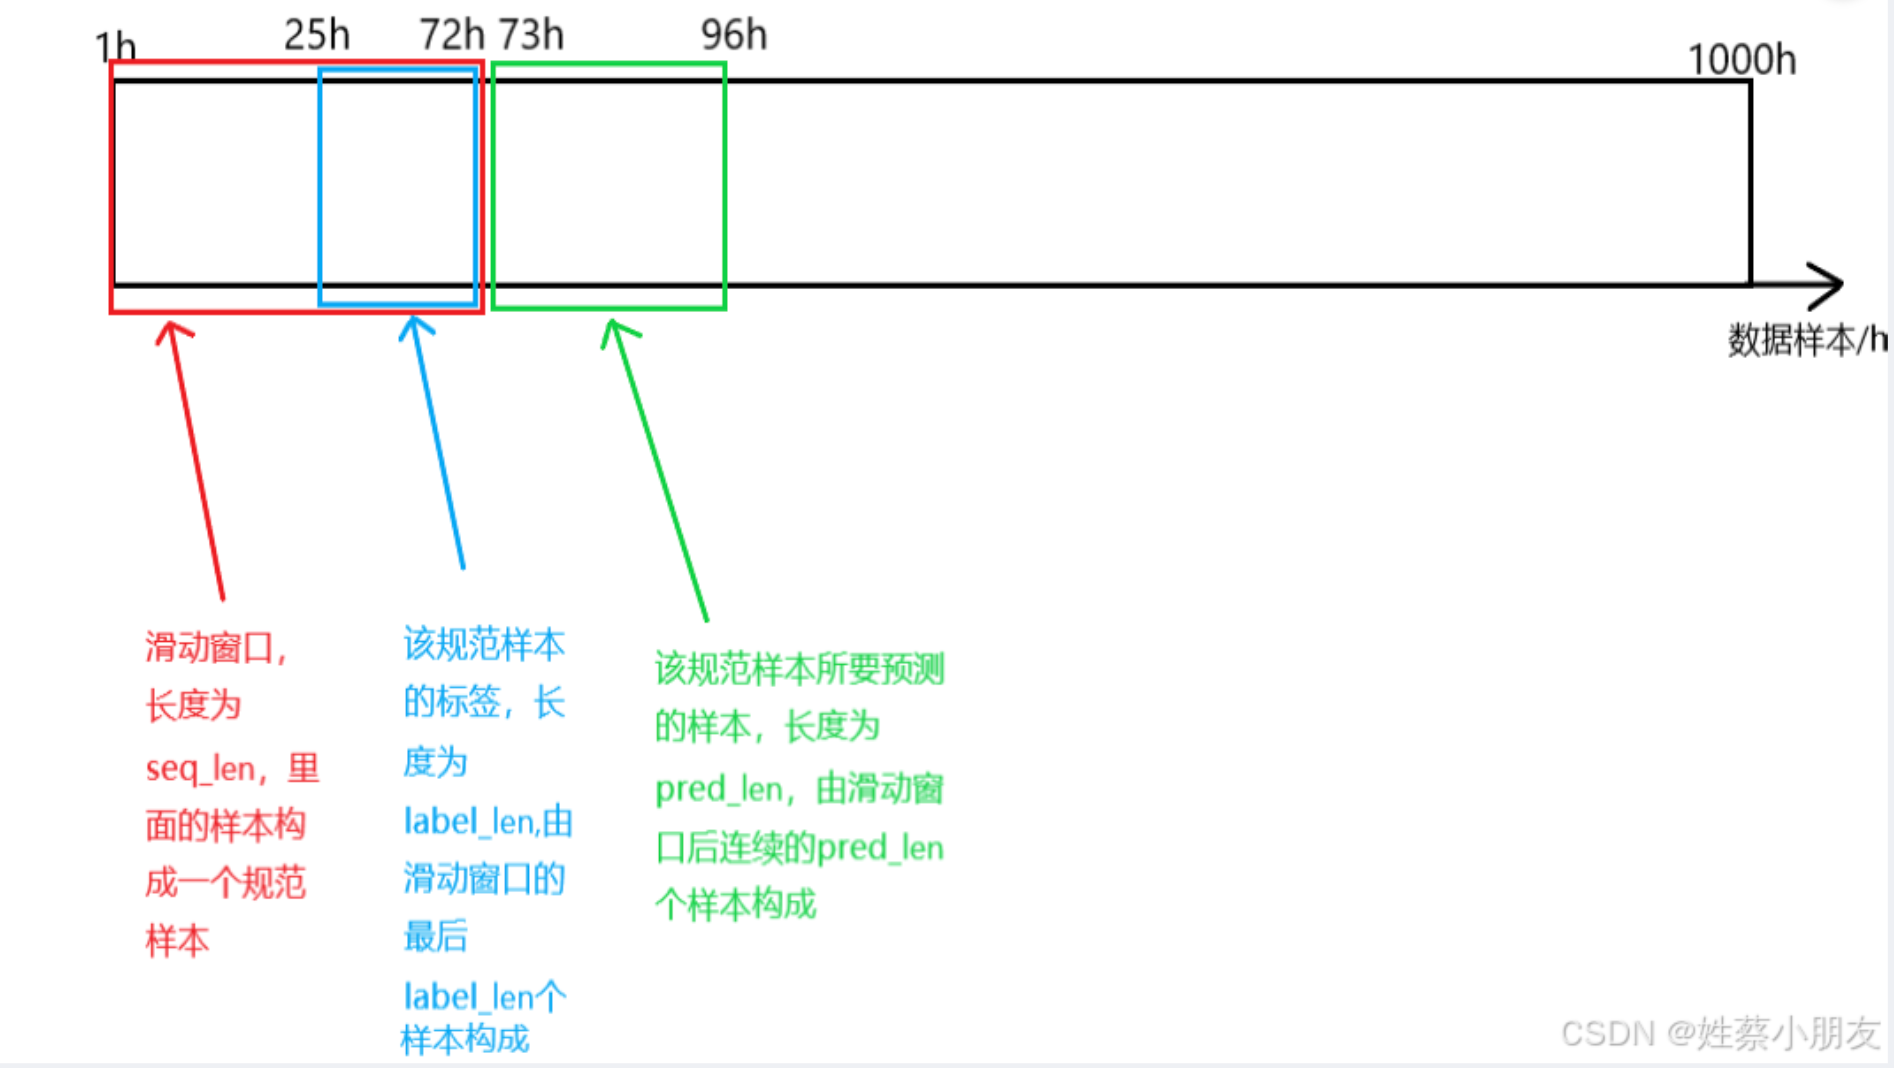 1h
25h
72h
73h
96h
1000h
数据样本/h
滑动窗口，
长度为
seq_len，里
面的样本构
成一个规范
样本
该规范样本
的标签，长
度为
label_len,由
滑动窗口的
最后
label_len个
样本构成
该规范样本所要预测
的样本，长度为
pred_len，由滑动窗
口后连续的pred_len
个样本构成
CSDN @姓蔡小朋友